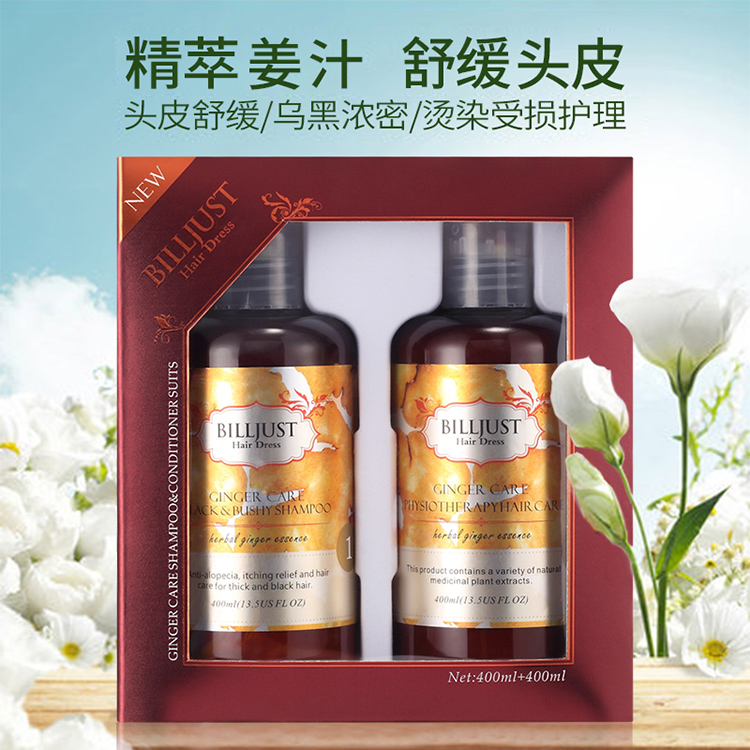 精萃姜汁 舒缓头皮
头皮舒缓/乌黑浓密/烫染受损护理
NEW
BILLJUST
Hair Dress
GINGER CARE SHAMPOO&CONDITIONER SUITS
BILLJUST
Hair Dress
GINGER CARE
BLACK & BUSHY SHAMPOO
herbal ginger essence
1
Anti-alopecia, itching relief and hair
care for thick and black hair.
400ml(13.5US FL OZ)
BILLJUST
Hair Dress
GINGER CARE
PHYSIOTHERAPY HAIR CARE
herbal ginger essence
This product contains a variety of natural
medicinal plant extracts.
400ml(13.5US FL OZ)
Net:400ml+400ml